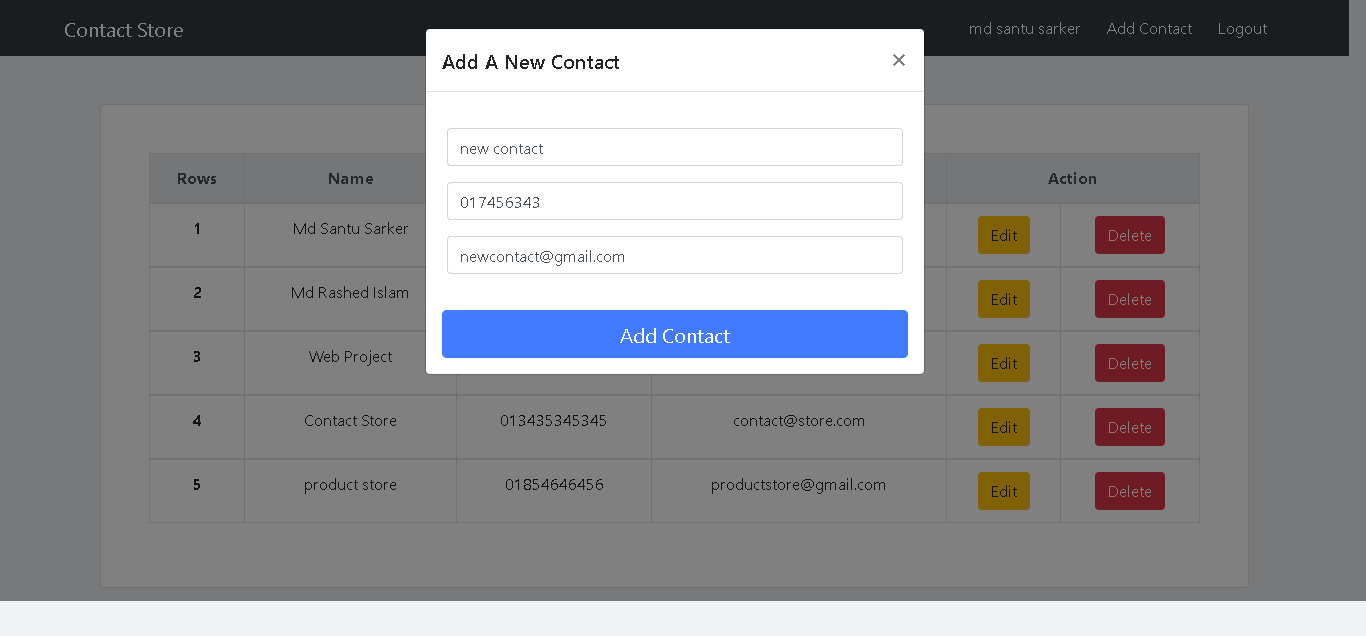 Contact Store
md santu sarker Add Contact Logout
Add A New Contact ×
new contact
017456343
newcontact@gmail.com
Add Contact
Rows Name Action
1 Md Santu Sarker Edit Delete
2 Md Rashed Islam Edit Delete
3 Web Project Edit Delete
4 Contact Store 013435345345 contact@store.com Edit Delete
5 product store 01854646456 productstore@gmail.com Edit Delete